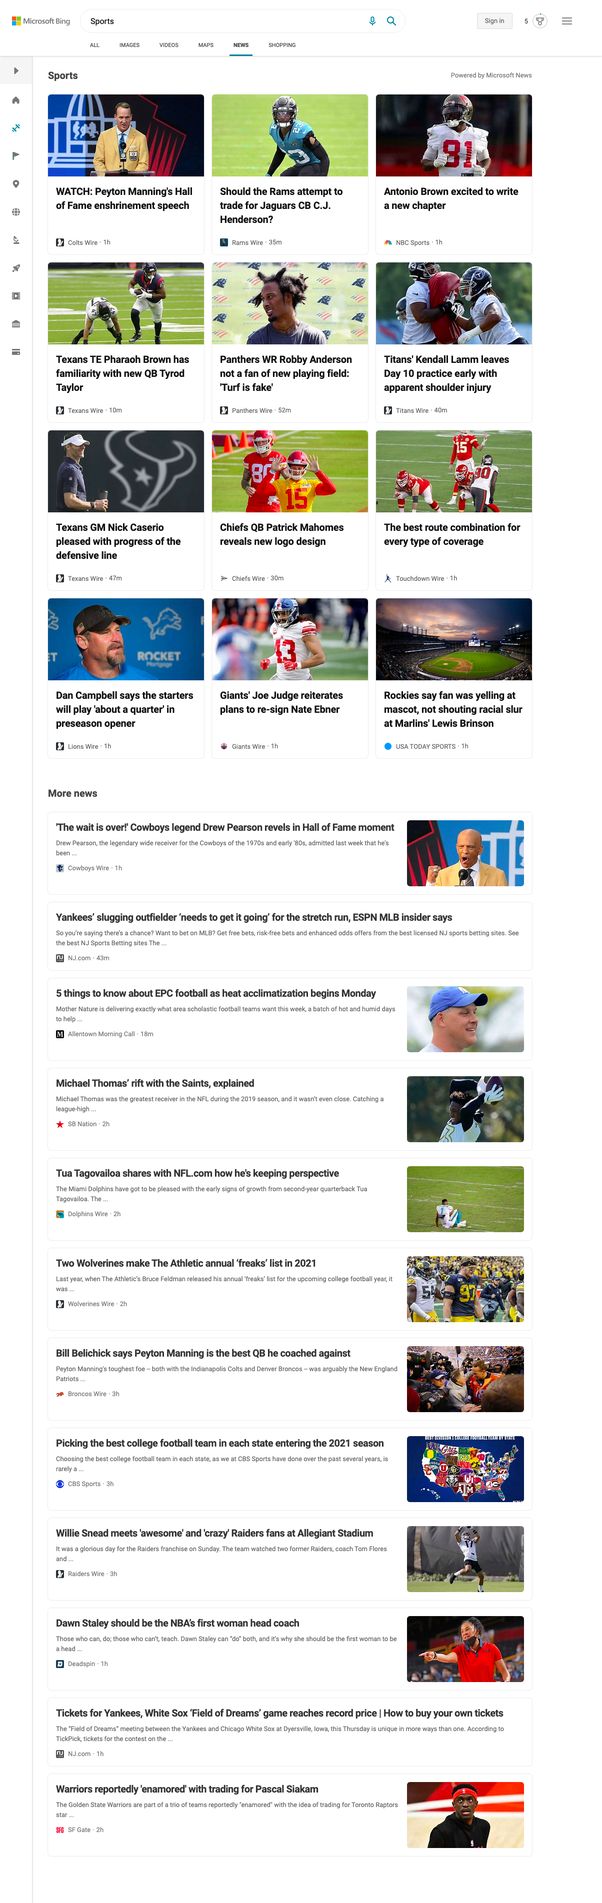 Microsoft Bing
Sports
Sign in
5
ALL
IMAGES
VIDEOS
MAPS
NEWS
SHOPPING
Sports
Powered by Microsoft News
WATCH: Peyton Manning's Hall
of Fame enshrinement speech
Colts Wire · 1h
Should the Rams attempt to
trade for Jaguars CB C.J.
Henderson?
Rams Wire · 35m
81
Antonio Brown excited to write
a new chapter
NBC Sports · 1h
Texans TE Pharaoh Brown has
familiarity with new QB Tyrod
Taylor
Texans Wire · 10m
Panthers WR Robby Anderson
not a fan of new playing field:
'Turf is fake'
Panthers Wire · 52m
Titans' Kendall Lamm leaves
Day 10 practice early with
apparent shoulder injury
Titans Wire · 40m
Texans GM Nick Caserio
pleased with progress of the
defensive line
Texans Wire · 47m
15
Chiefs QB Patrick Mahomes
reveals new logo design
Chiefs Wire · 30m
15
30
The best route combination for
every type of coverage
Touchdown Wire · 1h
ROCKET
Mortgage
Dan Campbell says the starters
will play 'about a quarter' in
preseason opener
Lions Wire · 1h
43
Giants' Joe Judge reiterates
plans to re-sign Nate Ebner
Giants Wire · 1h
Rockies say fan was yelling at
mascot, not shouting racial slur
at Marlins' Lewis Brinson
USA TODAY SPORTS · 1h
More news
'The wait is over!' Cowboys legend Drew Pearson revels in Hall of Fame moment
Drew Pearson, the legendary wide receiver for the Cowboys of the 1970s and early '80s, admitted last week that he's
been ...
Cowboys Wire · 1h
Yankees' slugging outfielder 'needs to get it going' for the stretch run, ESPN MLB insider says
So you're saying there's a chance? Want to bet on MLB? Get free bets, risk-free bets and enhanced odds offers from the best licensed NJ sports betting sites. See
the best NJ Sports Betting sites The ...
NJ.com · 43m
5 things to know about EPC football as heat acclimatization begins Monday
Mother Nature is delivering exactly what area scholastic football teams want this week, a batch of hot and humid days
to help ...
Allentown Morning Call · 18m
Michael Thomas' rift with the Saints, explained
Michael Thomas was the greatest receiver in the NFL during the 2019 season, and it wasn't even close. Catching a
league-high ...
SB Nation · 2h
Tua Tagovailoa shares with NFL.com how he's keeping perspective
The Miami Dolphins have got to be pleased with the early signs of growth from second-year quarterback Tua
Tagovailoa. The ...
Dolphins Wire · 2h
Two Wolverines make The Athletic annual 'freaks' list in 2021
Last year, when The Athletic's Bruce Feldman released his annual 'freaks' list for the upcoming college football year, it
was ...
Wolverines Wire · 2h
97
Bill Belichick says Peyton Manning is the best QB he coached against
Peyton Manning's toughest foe – both with the Indianapolis Colts and Denver Broncos – was arguably the New England
Patriots ...
Broncos Wire · 3h
Picking the best college football team in each state entering the 2021 season
Choosing the best college football team in each state, as we at CBS Sports have done over the past several years, is
rarely a ...
CBS Sports · 3h
Willie Snead meets 'awesome' and 'crazy' Raiders fans at Allegiant Stadium
It was a glorious day for the Raiders franchise on Sunday. The team watched two former Raiders, coach Tom Flores
and ...
Raiders Wire · 3h
Dawn Staley should be the NBA's first woman head coach
Those who can, do; those who can't, teach. Dawn Staley can "do" both, and it's why she should be the first woman to be
a head ...
Deadspin · 1h
Tickets for Yankees, White Sox 'Field of Dreams' game reaches record price | How to buy your own tickets
The "Field of Dreams" meeting between the Yankees and Chicago White Sox at Dyersville, Iowa, this Thursday is unique in more ways than one. According to
TickPick, tickets for the contest on the ...
NJ.com · 1h
Warriors reportedly 'enamored' with trading for Pascal Siakam
The Golden State Warriors are part of a trio of teams reportedly "enamored" with the idea of trading for Toronto Raptors
star ...
SF Gate · 2h